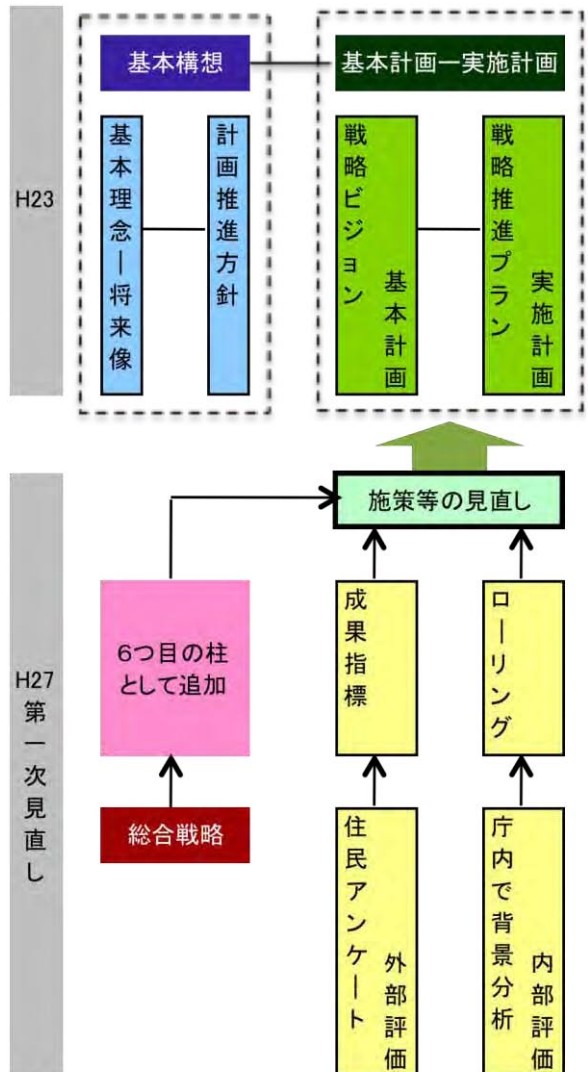 H23
基本構想
基本計画―実施計画
基本理念―将来像
計画推進方針
戦略ビジョン
基本計画
戦略推進プラン
実施計画
H27
第一次見直し
施策等の見直し
6つ目の柱
として追加
成果指標
ローリング
総合戦略
住民アンケート
外部評価
庁内で背景分析
内部評価